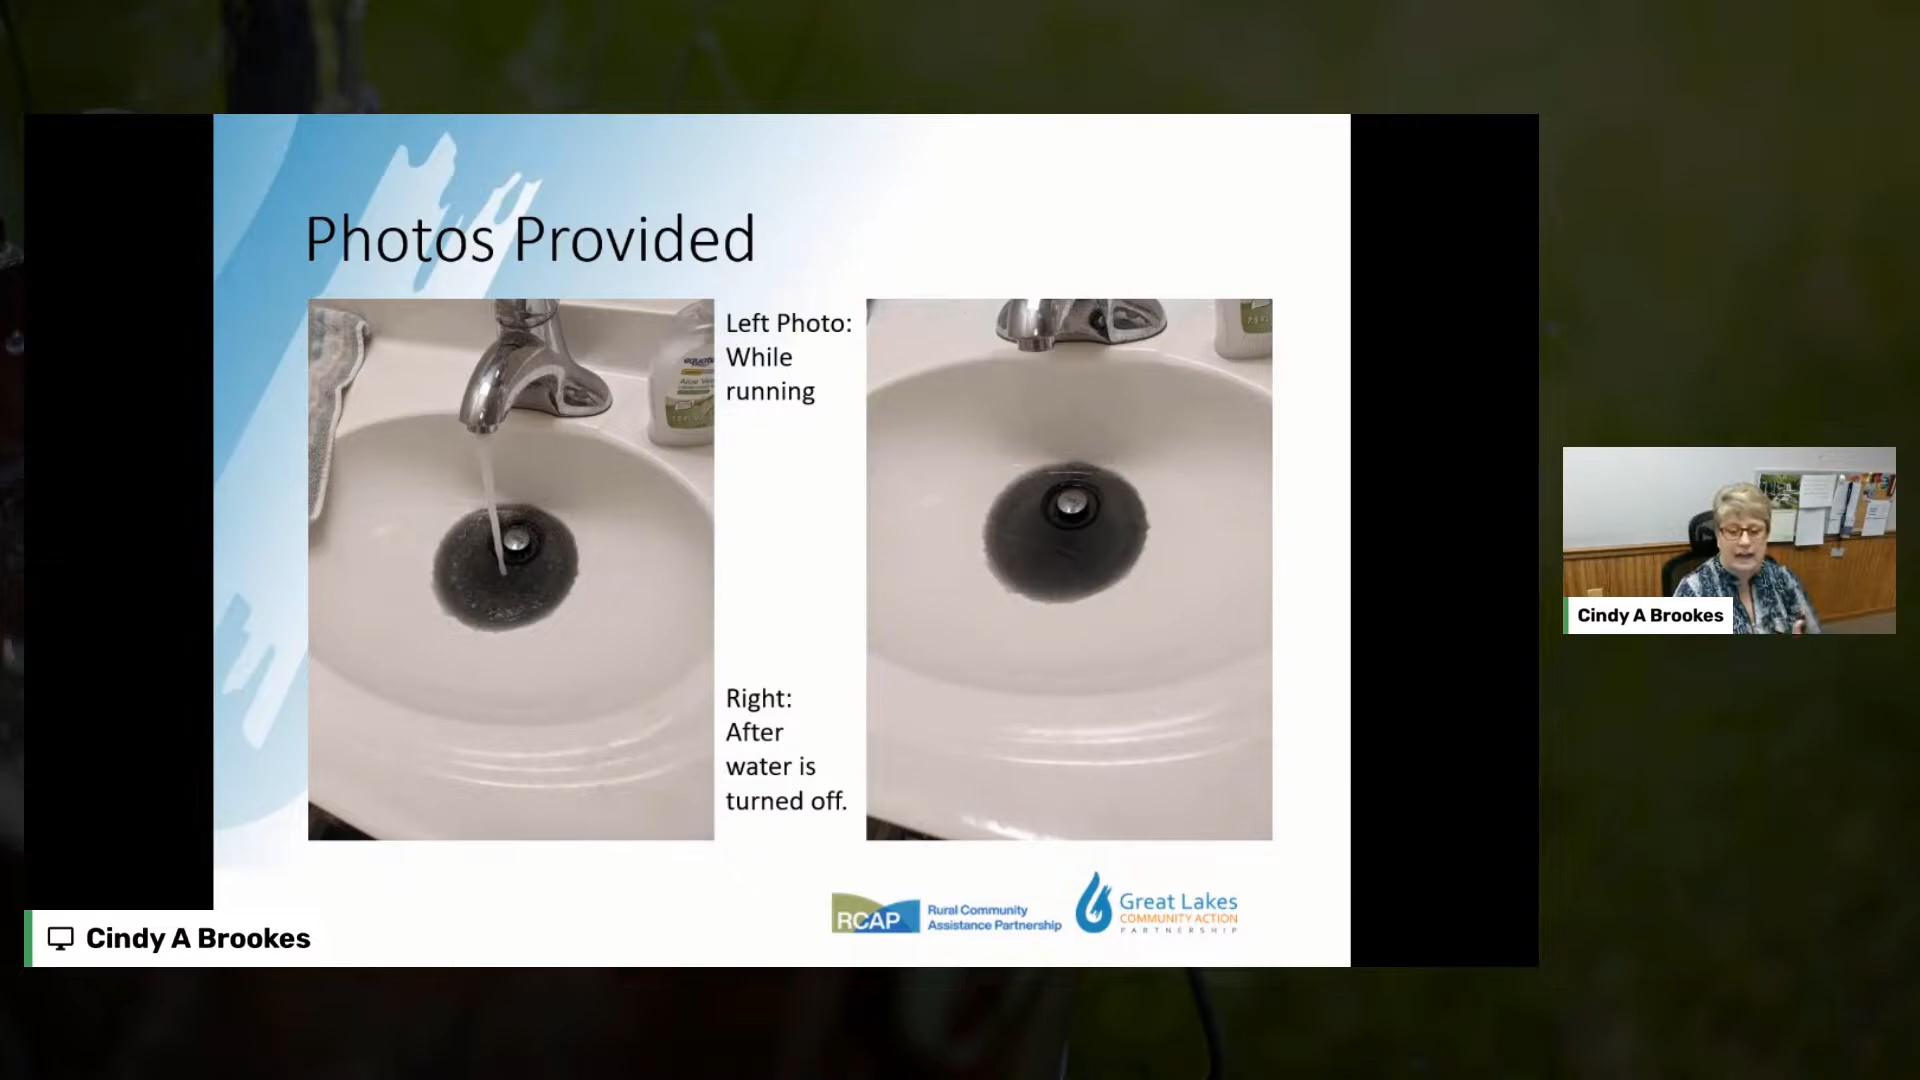 Photos Provided
Left Photo:
While
running
Right:
After
water is
turned off.
equate
RCAP
Rural Community
Assistance Partnership
Great Lakes
COMMUNITY ACTION
PARTNERSHIP
Cindy A Brookes
Cindy A Brookes